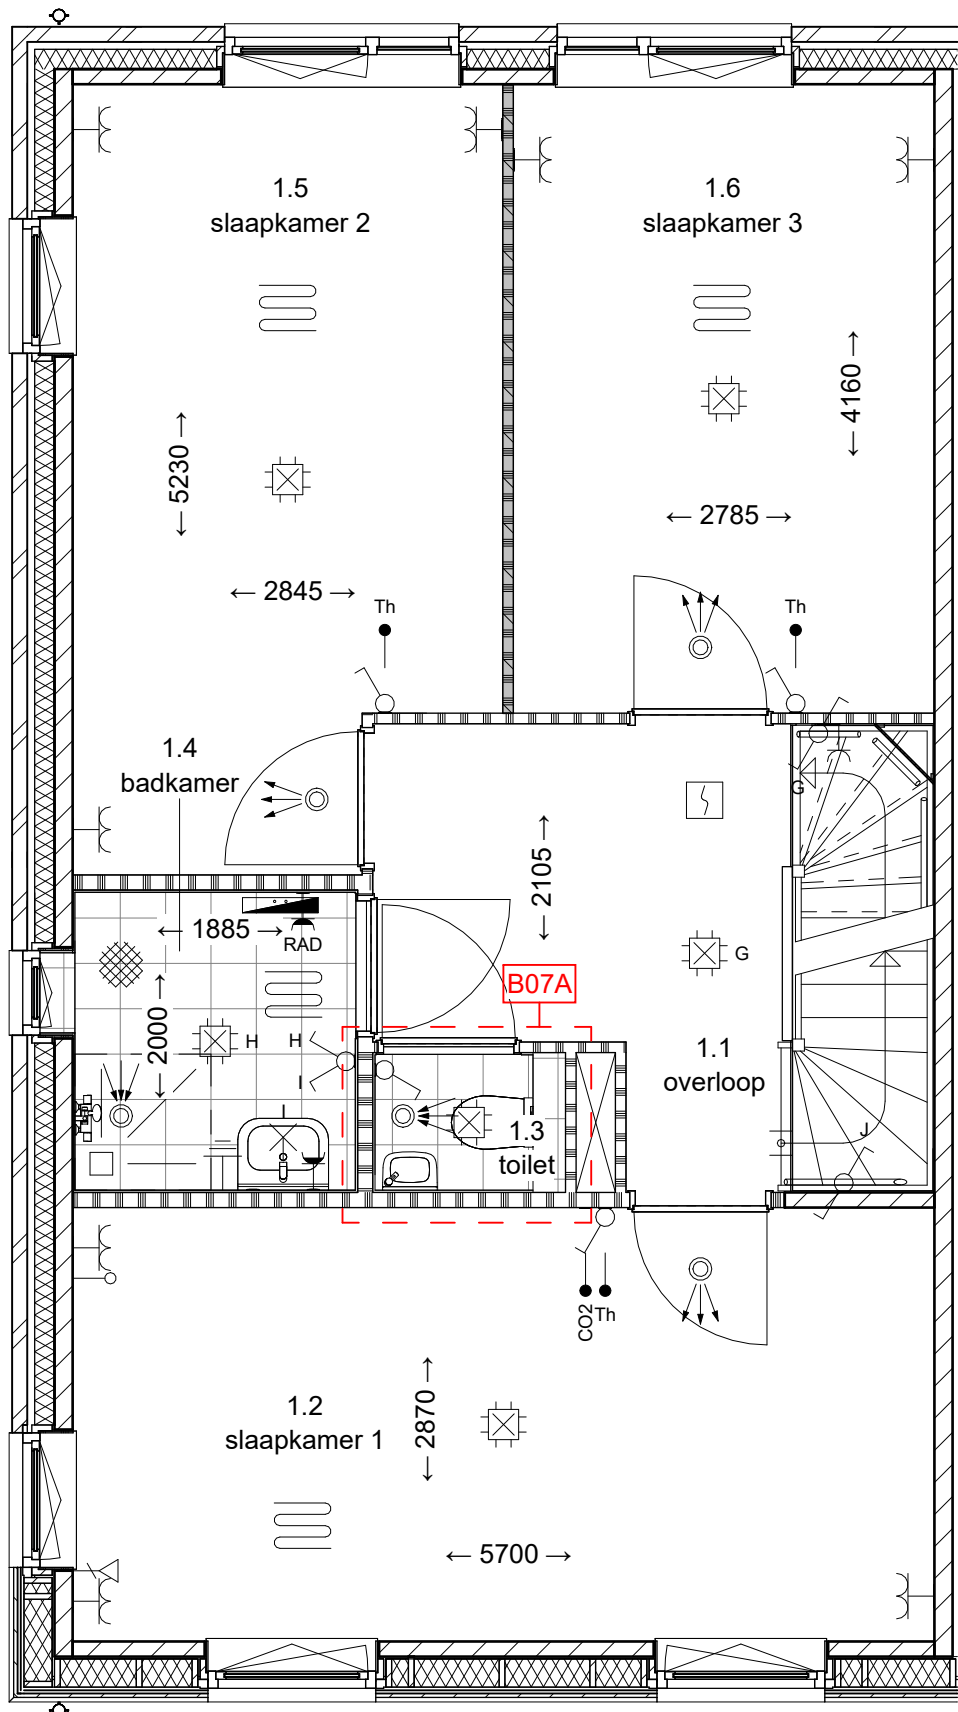 1.5
slaapkamer 2
1.6
slaapkamer 3
← 5230 →
← 4160 →
← 2785 →
← 2845 →
Th
Th
1.4
badkamer
G
← 2105 →
← 1885 →
RAD
G
B07A
← 2000 →
H
H
I
I
1.1
overloop
1.3
toilet
J
CO2
Th
1.2
slaapkamer 1
← 2870 →
← 5700 →